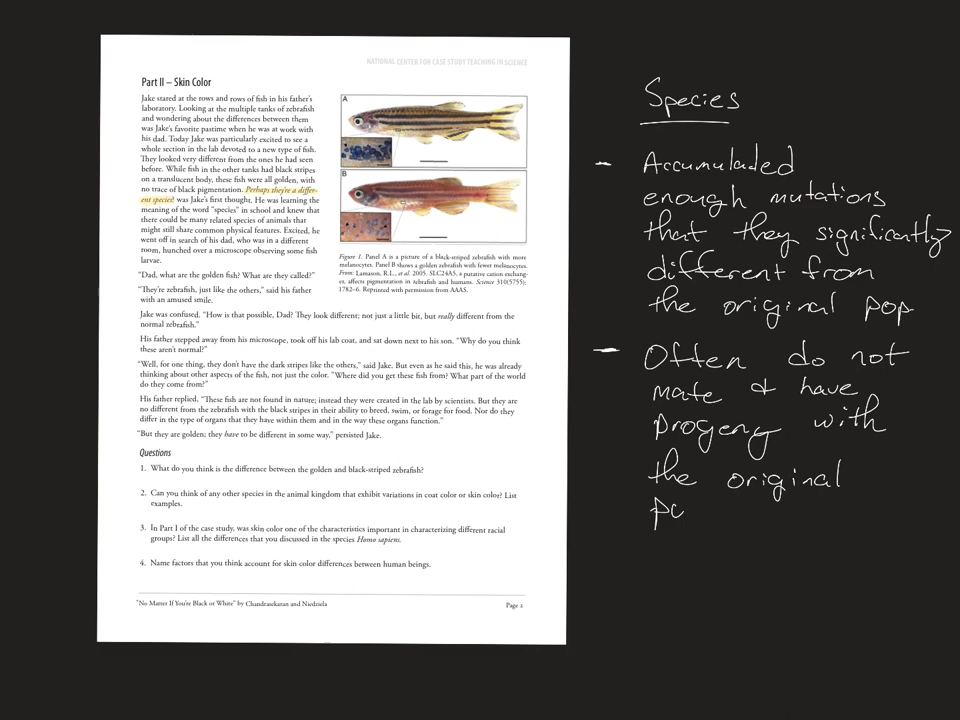 NATIONAL CENTER FOR CASE STUDY TEACHING IN SCIENCE
Part II – Skin Color
Jake stared at the rows and rows of fish in his father's
laboratory. Looking at the multiple tanks of zebrafish
and wondering about the differences between them
was Jake's favorite pastime when he was at work with
his dad. Today Jake was particularly excited to see a
whole section in the lab devoted to a new type of fish.
They looked very different from the ones he had seen
before. While fish in the other tanks had black stripes
on a translucent body, these fish were all golden, with
no trace of black pigmentation. Perhaps they're a differ-
ent species? was Jake's first thought. He was learning the
meaning of the word "species" in school and knew that
there could be many related species of animals that
might still share common physical features. Excited, he
went off in search of his dad, who was in a different
room, hunched over a microscope observing some fish
larvae.
A
B
Figure 1. Panel A is a picture of a black-striped zebrafish with more
melanocytes. Panel B shows a golden zebrafish with fewer melinocytes.
From: Lamason, R.L., et al. 2005. SLC24A5, a putative cation exchang-
er, affects pigmentation in zebrafish and humans. Science 310(5755):
1782–6. Reprinted with permission from AAAS.
"Dad, what are the golden fish? What are they called?"
"They're zebrafish, just like the others," said his father
with an amused smile.
Jake was confused. "How is that possible, Dad? They look different; not just a little bit, but really different from the
normal zebrafish."
His father stepped away from his microscope, took off his lab coat, and sat down next to his son. "Why do you think
these aren't normal?"
"Well, for one thing, they don't have the dark stripes like the others," said Jake. But even as he said this, he was already
thinking about other aspects of the fish, not just the color. "Where did you get these fish from? What part of the world
do they come from?"
His father replied, "These fish are not found in nature; instead they were created in the lab by scientists. But they are
no different from the zebrafish with the black stripes in their ability to breed, swim, or forage for food. Nor do they
differ in the type of organs that they have within them and in the way these organs function."
"But they are golden; they have to be different in some way," persisted Jake.
Questions
1. What do you think is the difference between the golden and black-striped zebrafish?
2. Can you think of any other species in the animal kingdom that exhibit variations in coat color or skin color? List
examples.
3. In Part I of the case study, was skin color one of the characteristics important in characterizing different racial
groups? List all the differences that you discussed in the species Homo sapiens.
4. Name factors that you think account for skin color differences between human beings.
"No Matter If You're Black or White" by Chandrasekaran and Niedziela
Page 2
Species
- Accumulated
enough mutations
that they significantly
different from
the original pop
- Often do not
mate & have
progeny with
the original
po